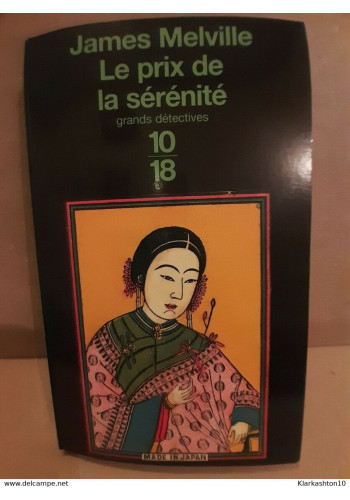 James Melville
Le prix de
la sérénité
grands détectives
10
18
MADE IN JAPAN
www.delcampe.net
Klarkashton10